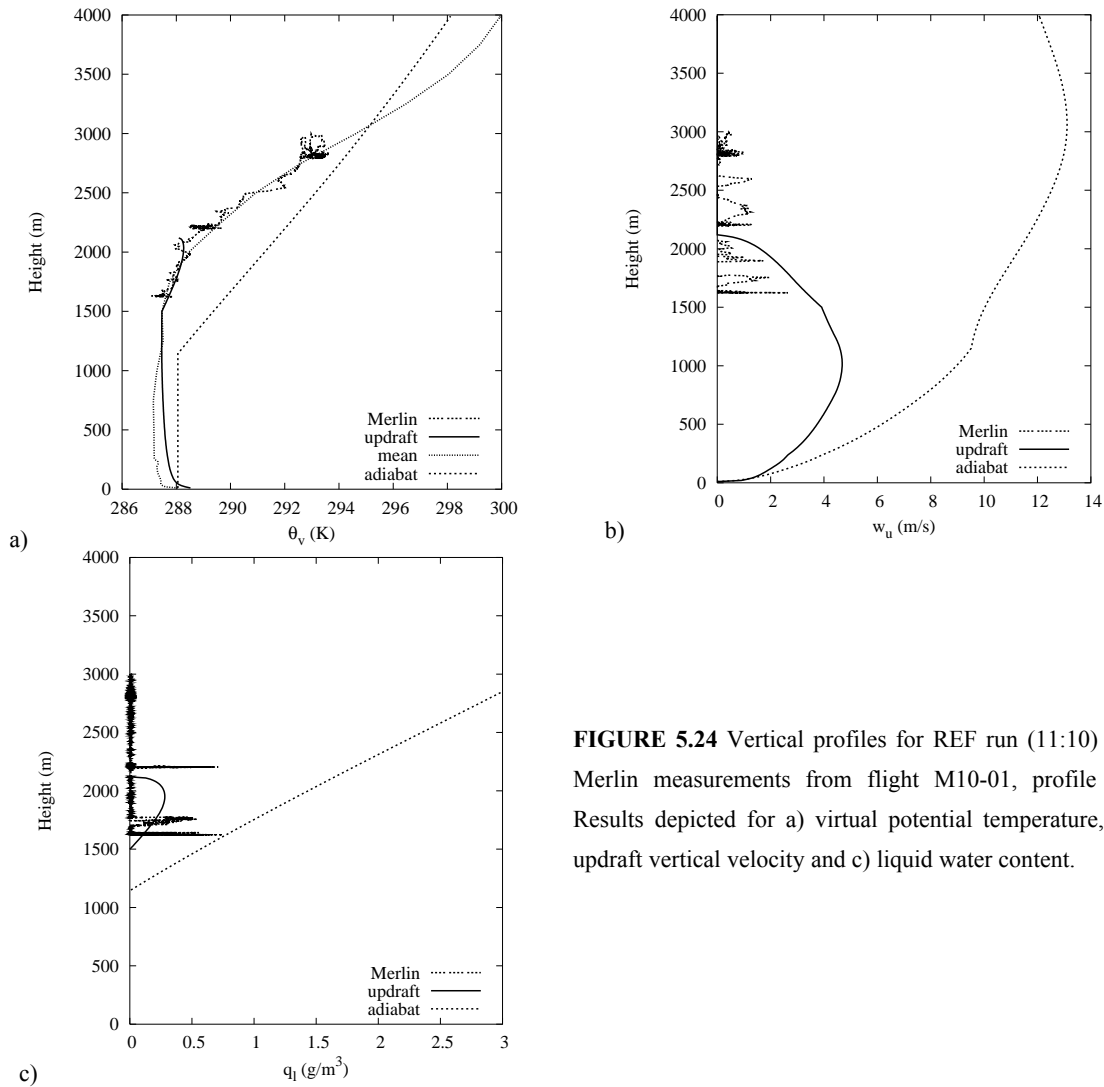 4000
3500
3000
2500
2000
1500
1000
500
0
Height (m)
Merlin
updraft
mean
adiabat
286 288 290 292 294 296 298 300
θv (K)
a)
4000
3500
3000
2500
2000
1500
1000
500
0
Height (m)
Merlin
updraft
adiabat
0 2 4 6 8 10 12 14
w_u (m/s)
b)
4000
3500
3000
2500
2000
1500
1000
500
0
Height (m)
Merlin
updraft
adiabat
0 0.5 1 1.5 2 2.5 3
q_l (g/m³)
c)
FIGURE 5.24 Vertical profiles for REF run (11:10)
Merlin measurements from flight M10-01, profile
Results depicted for a) virtual potential temperature,
updraft vertical velocity and c) liquid water content.